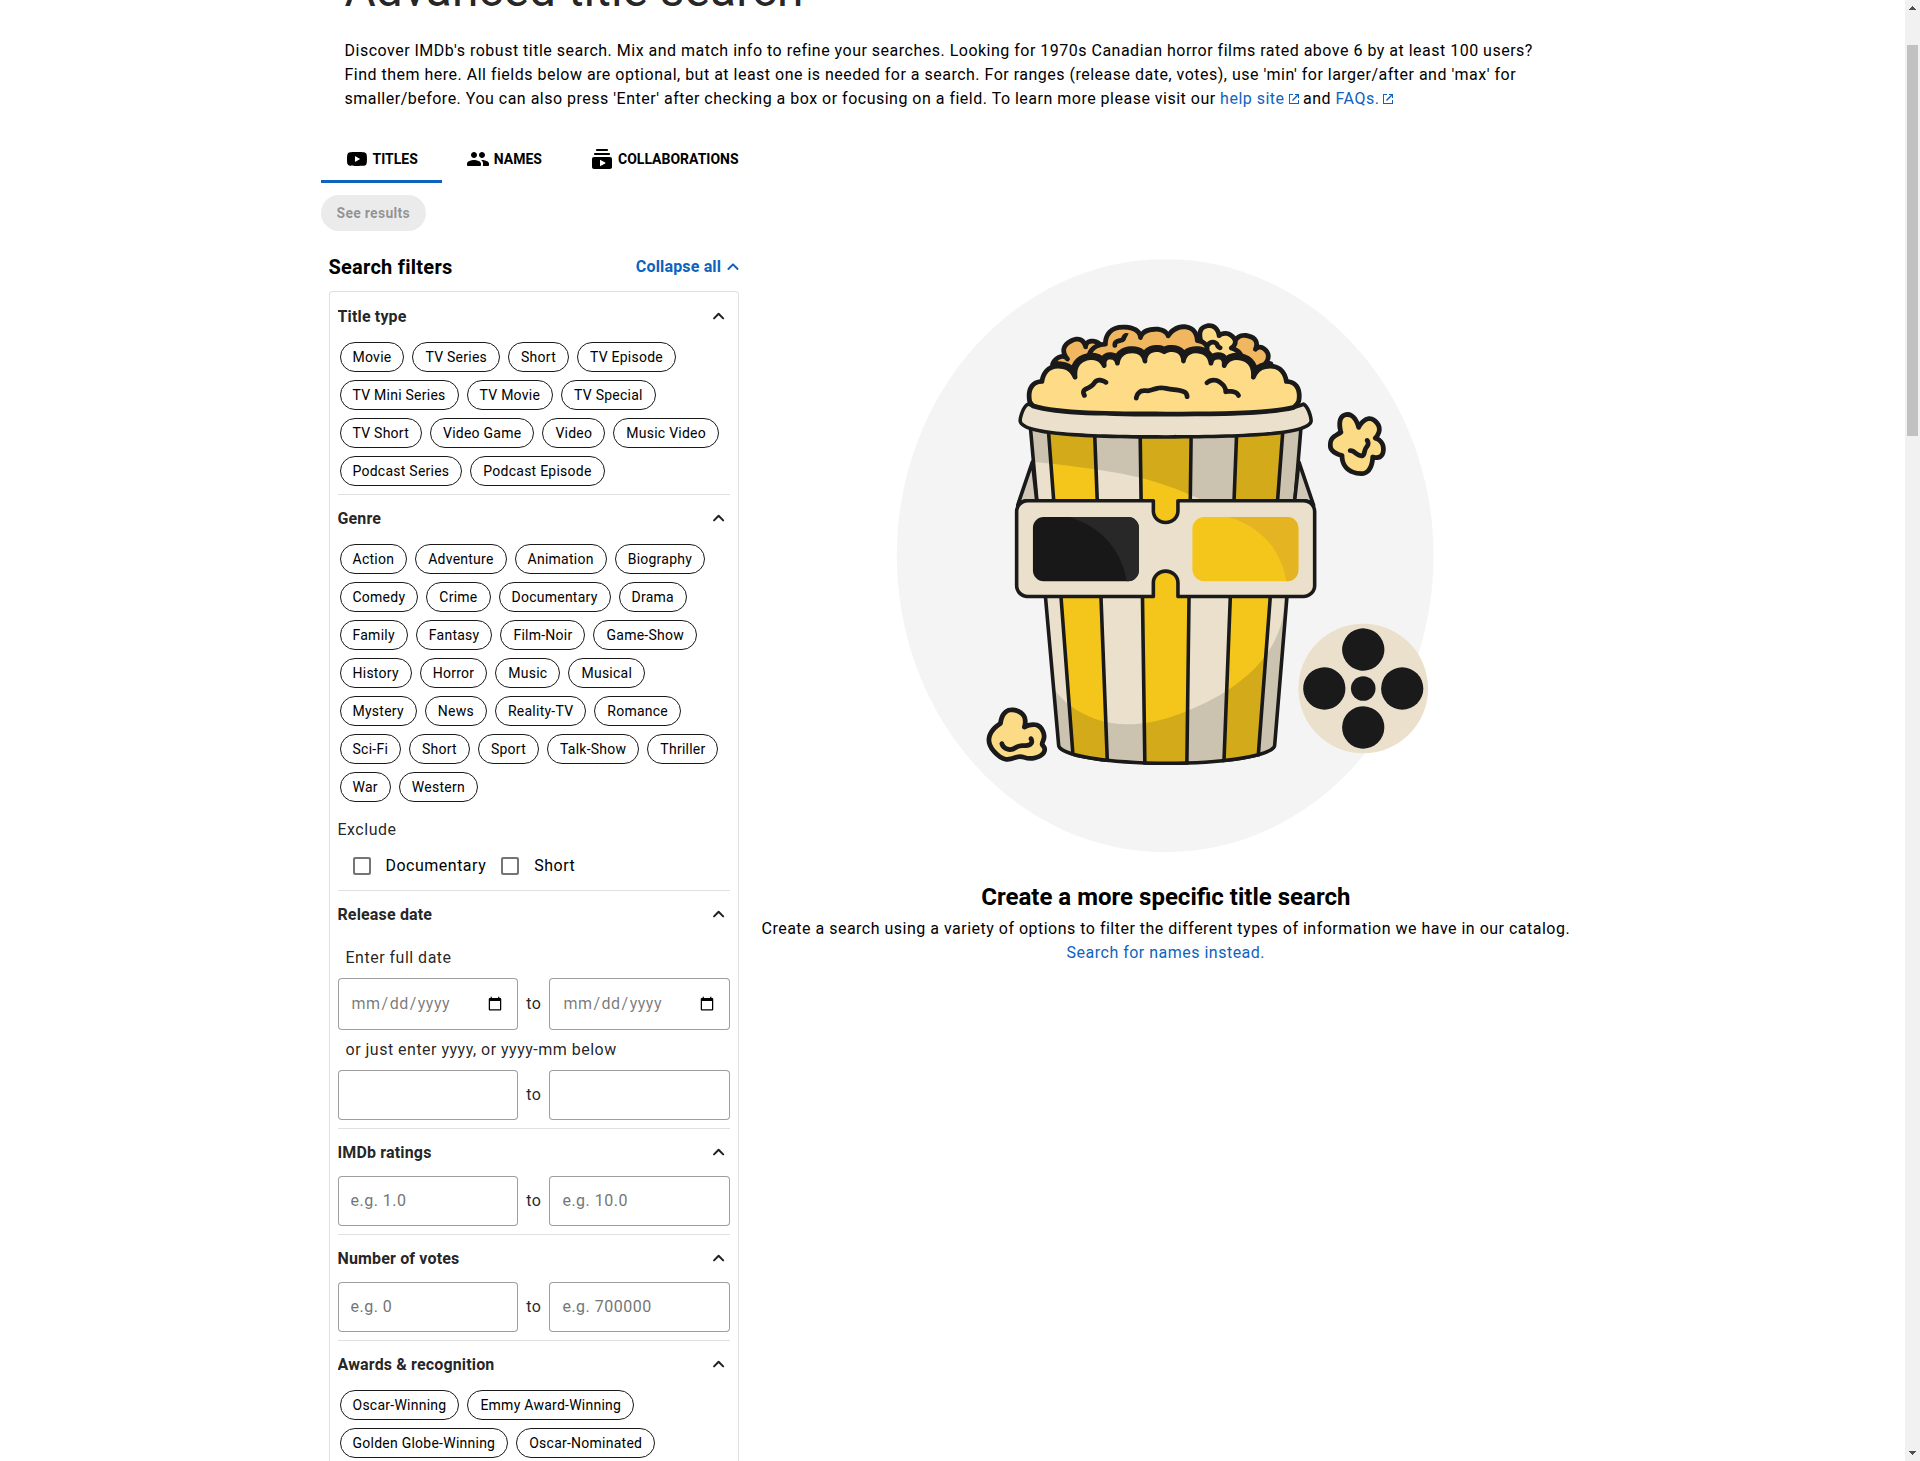 Advanced title search
Discover IMDb's robust title search. Mix and match info to refine your searches. Looking for 1970s Canadian horror films rated above 6 by at least 100 users?
Find them here. All fields below are optional, but at least one is needed for a search. For ranges (release date, votes), use 'min' for larger/after and 'max' for
smaller/before. You can also press 'Enter' after checking a box or focusing on a field. To learn more please visit our help site and FAQs.
TITLES NAMES COLLABORATIONS
See results
Search filters Collapse all
Title type
Movie TV Series Short TV Episode
TV Mini Series TV Movie TV Special
TV Short Video Game Video Music Video
Podcast Series Podcast Episode
Genre
Action Adventure Animation Biography
Comedy Crime Documentary Drama
Family Fantasy Film-Noir Game-Show
History Horror Music Musical
Mystery News Reality-TV Romance
Sci-Fi Short Sport Talk-Show Thriller
War Western
Exclude
Documentary Short
Release date
Enter full date
mm/dd/yyyy to mm/dd/yyyy
or just enter yyyy, or yyyy-mm below
to
IMDb ratings
e.g. 1.0 to e.g. 10.0
Number of votes
e.g. 0 to e.g. 700000
Awards & recognition
Oscar-Winning Emmy Award-Winning
Golden Globe-Winning Oscar-Nominated
Create a more specific title search
Create a search using a variety of options to filter the different types of information we have in our catalog.
Search for names instead.